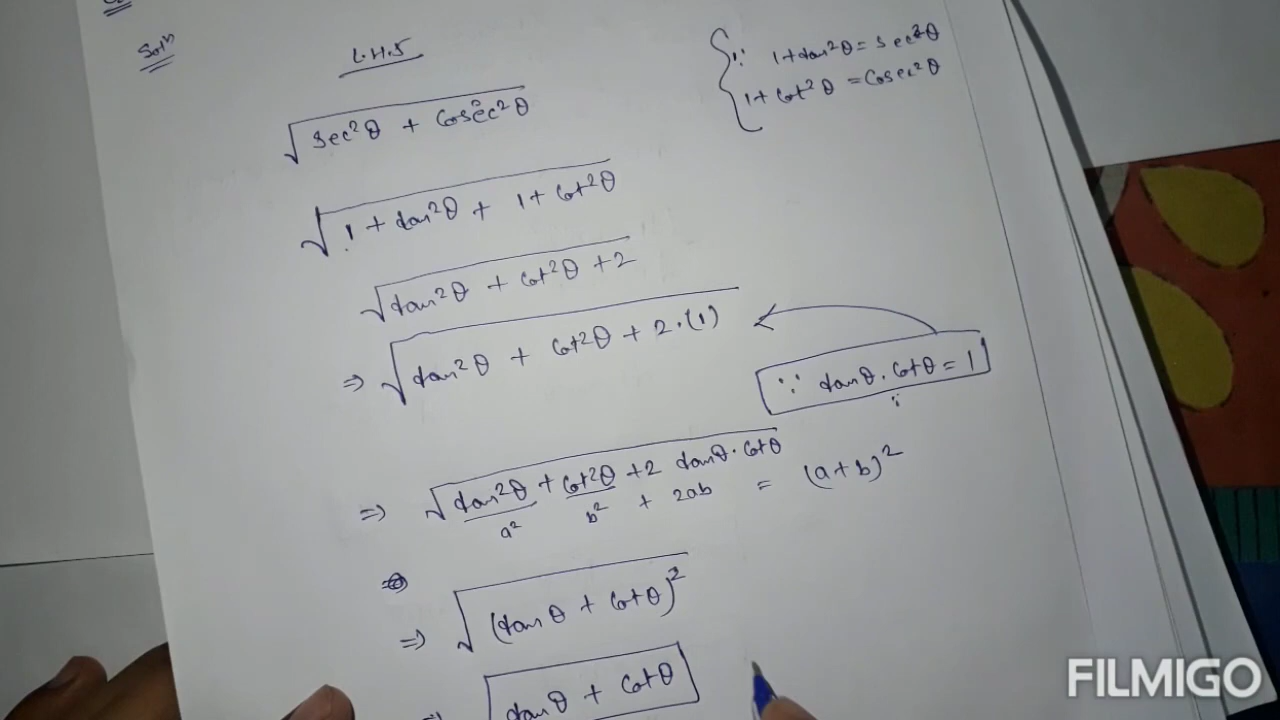 Solⁿ
L.H.S
√sec²θ + Cosec²θ
{∵ 1+tan²θ = sec²θ
1+ Cot²θ = Cosec²θ
√1 + tan²θ + 1 + Cot²θ
√tan²θ + Cot²θ + 2
⇒ √tan²θ + Cot²θ + 2·(1)
∵ tanθ. Cotθ = 1
⇒ √tan²θ + Cot²θ + 2 tanθ·Cotθ
a² b² + 2ab = (a+b)²
⇒ √(tanθ + Cotθ)²
⇒ tanθ + Cotθ
FILMIGO